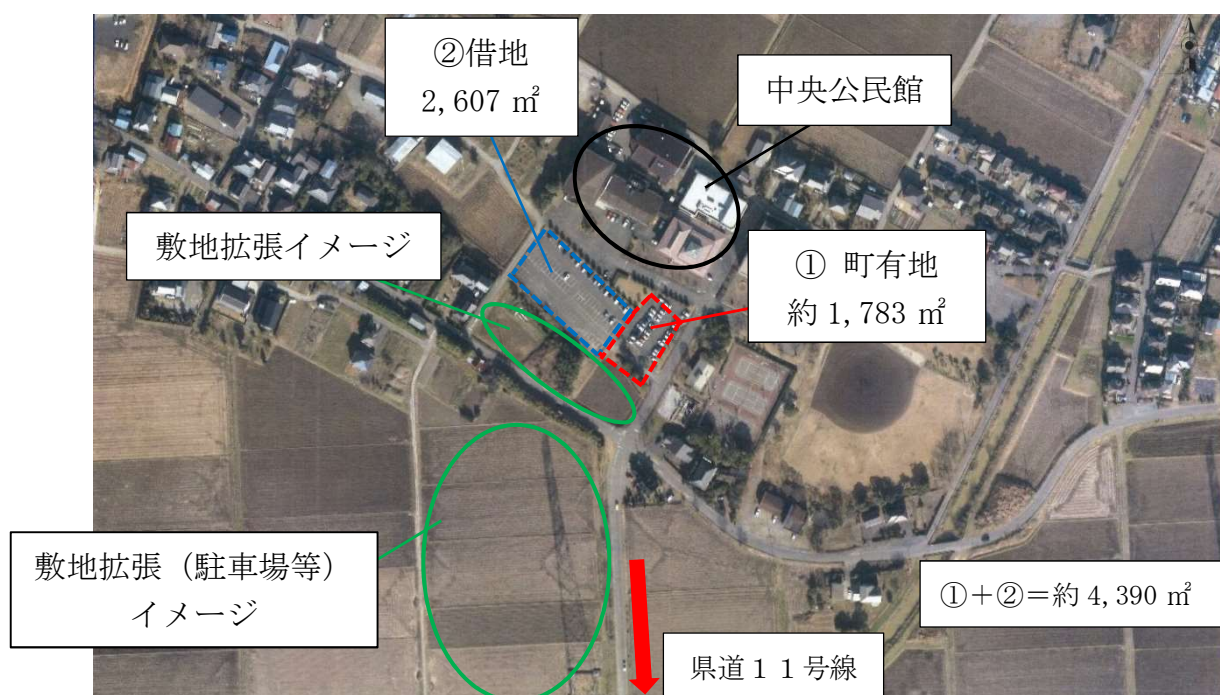 ②借地
2,607 ㎡
中央公民館
敷地拡張イメージ
① 町有地
約 1,783 ㎡
敷地拡張（駐車場等）
イメージ
①＋②＝約 4,390 ㎡
県道１１号線